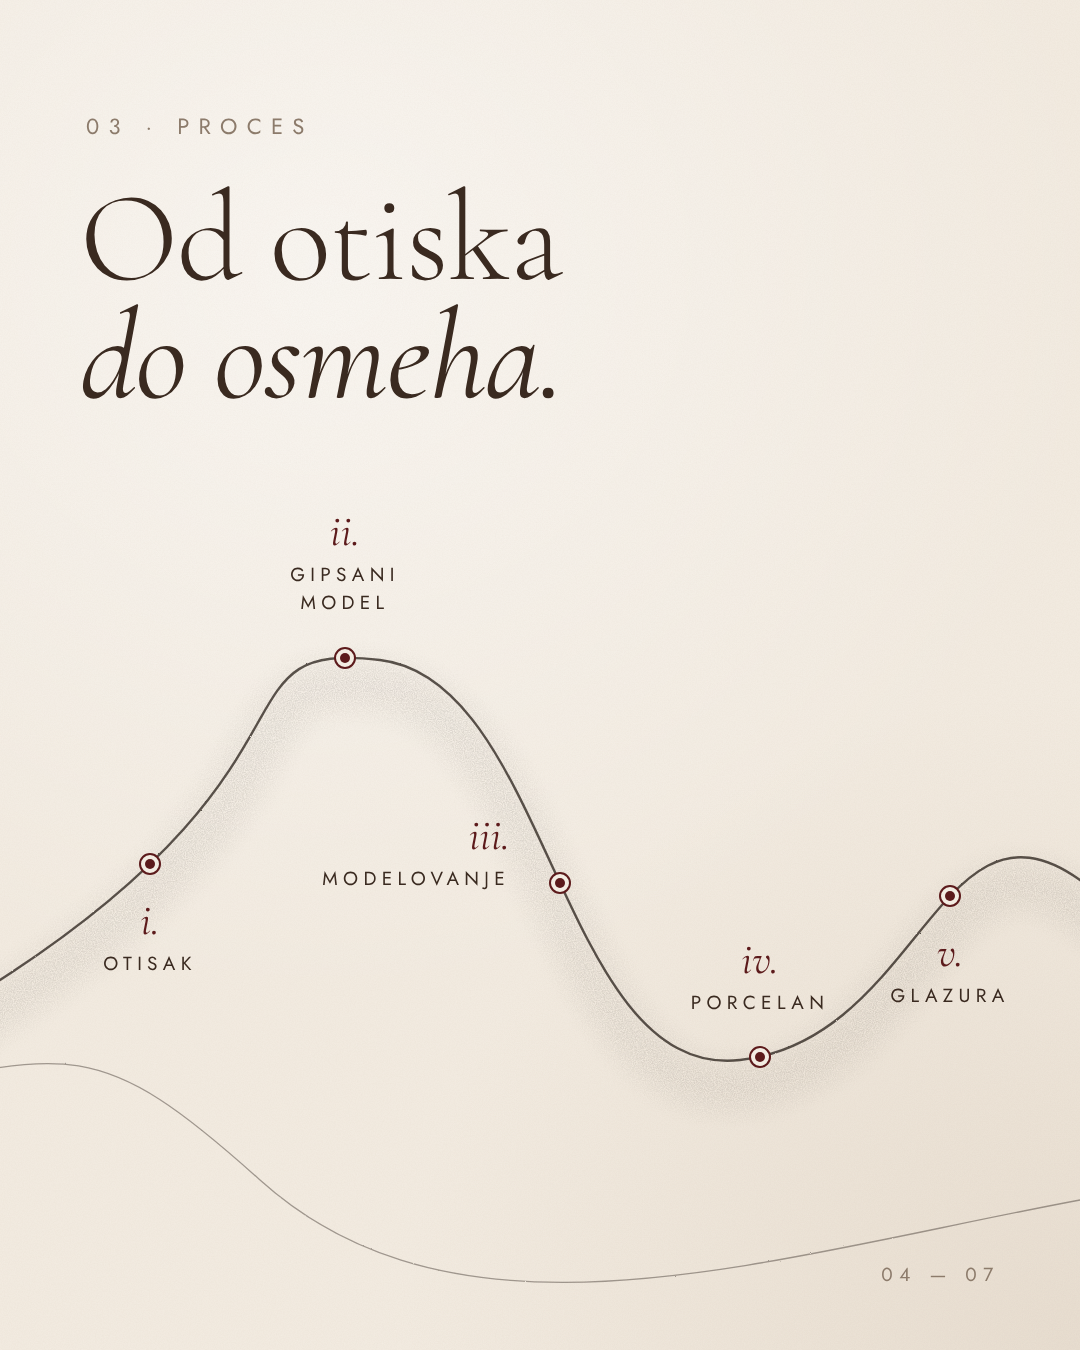 03 · PROCES
Od otiska
do osmeha.
ii.
GIPSANI
MODEL
iii.
MODELOVANJE
i.
OTISAK
iv.
PORCELAN
v.
GLAZURA
04 — 07